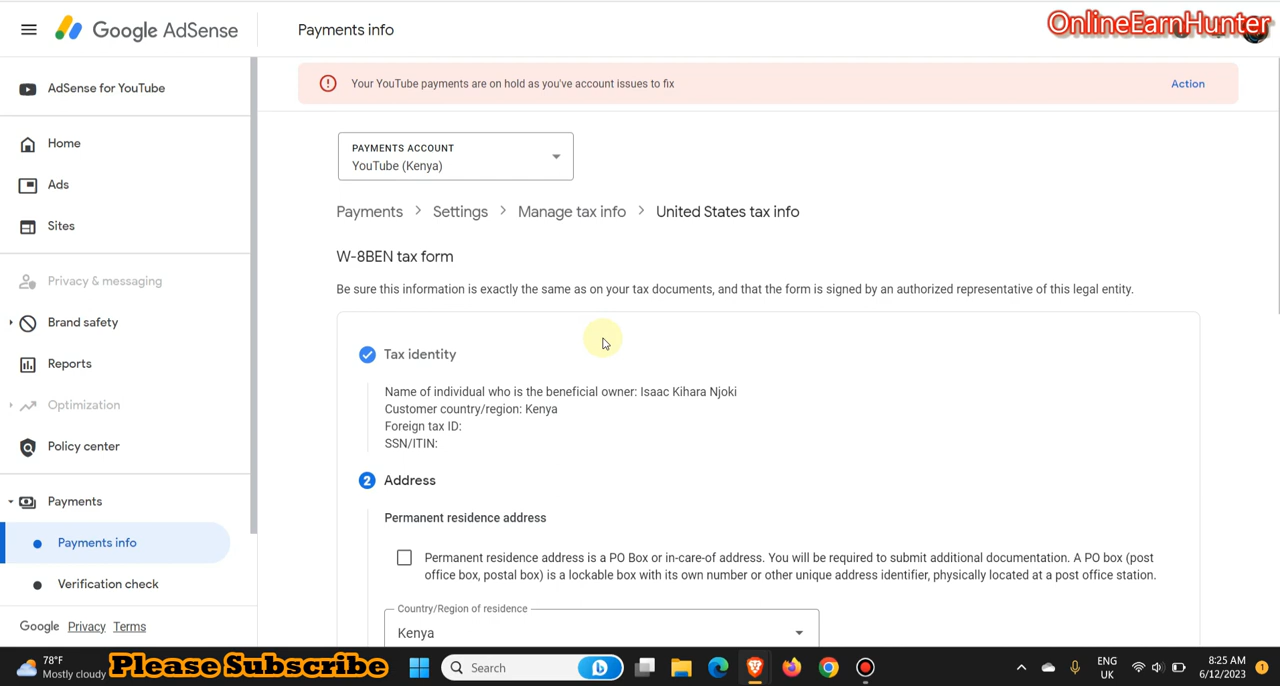 Google AdSense
Payments info
OnlineEarnHunter
AdSense for YouTube
Home
Ads
Sites
Privacy & messaging
Brand safety
Reports
Optimization
Policy center
Payments
Payments info
Verification check
Google Privacy Terms
Your YouTube payments are on hold as you've account issues to fix
Action
PAYMENTS ACCOUNT
YouTube (Kenya)
Payments > Settings > Manage tax info > United States tax info
W-8BEN tax form
Be sure this information is exactly the same as on your tax documents, and that the form is signed by an authorized representative of this legal entity.
Tax identity
Name of individual who is the beneficial owner: Isaac Kihara Njoki
Customer country/region: Kenya
Foreign tax ID:
SSN/ITIN:
2 Address
Permanent residence address
Permanent residence address is a PO Box or in-care-of address. You will be required to submit additional documentation. A PO box (post
office box, postal box) is a lockable box with its own number or other unique address identifier, physically located at a post office station.
Country/Region of residence
Kenya
78°F
Mostly cloudy
Please Subscribe
Search
ENG
UK
8:25 AM
6/12/2023
1